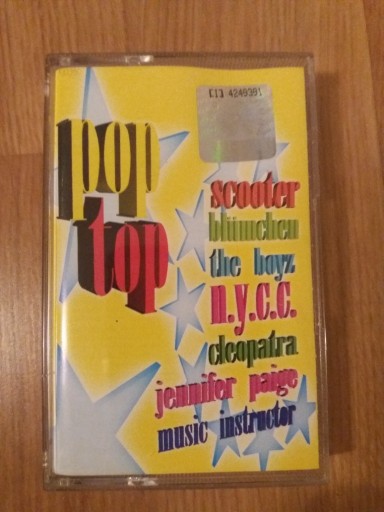 pop
top
scooter
blümchen
the boyz
n.y.c.c.
cleopatra
jennifer paige
music instructor